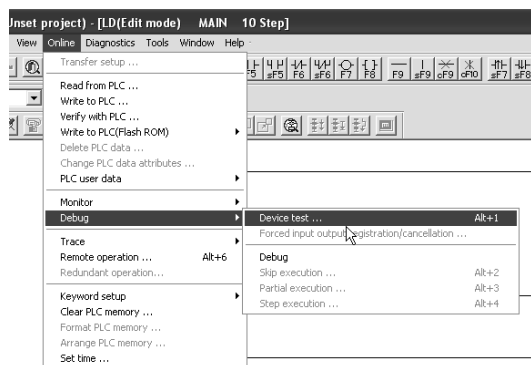 Unset project) - [LD(Edit mode) MAIN 10 Step]
View Online Diagnostics Tools Window Help
Transfer setup ...
F5 sF5 F6 sF6 F7 F8 F9 sF9 cF9 cF10 sF7 sF8
Read from PLC ...
Write to PLC ...
Verify with PLC ...
Write to PLC(Flash ROM)
Delete PLC data ...
Change PLC data attributes ...
PLC user data
Monitor
Debug
Device test ... Alt+1
Forced input output registration/cancellation ...
Trace
Debug
Remote operation ... Alt+6
Skip execution ... Alt+2
Redundant operation...
Partial execution ... Alt+3
Keyword setup
Step execution ... Alt+4
Clear PLC memory ...
Format PLC memory ...
Arrange PLC memory ...
Set time ...